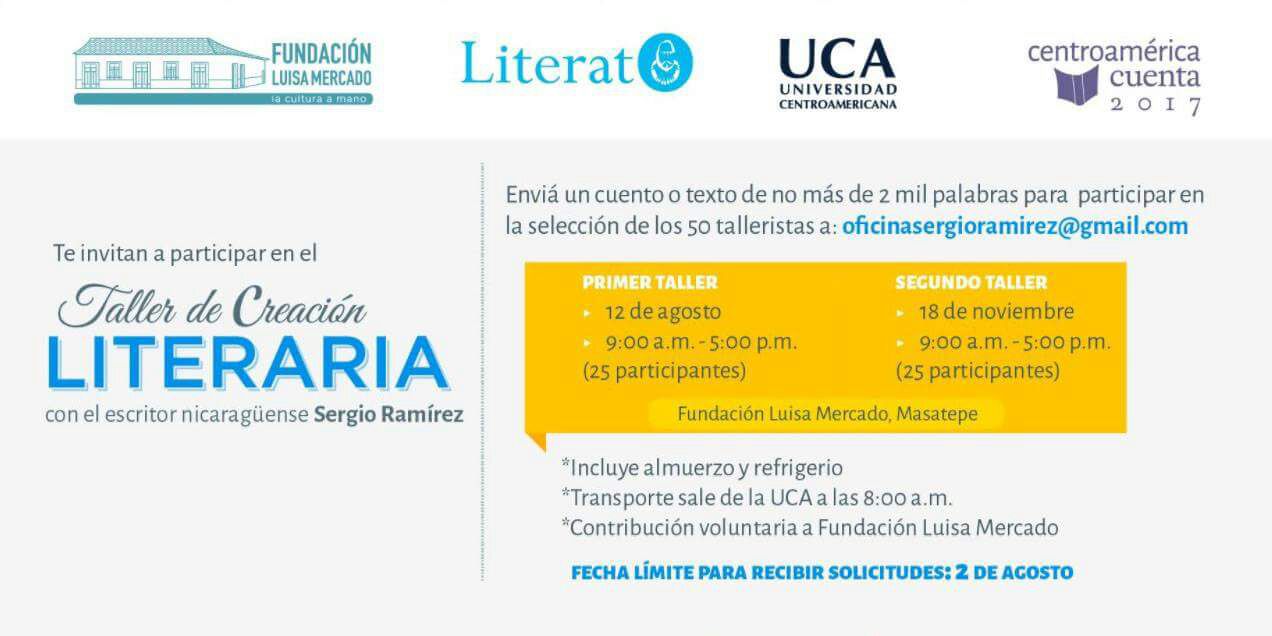 FUNDACIÓN
LUISA MERCADO
la cultura a mano
Literato
UCA
UNIVERSIDAD
CENTROAMERICANA
centroamérica
cuenta
2017
Te invitan a participar en el
Taller de Creación
LITERARIA
con el escritor nicaragüense Sergio Ramírez
Enviá un cuento o texto de no más de 2 mil palabras para participar en
la selección de los 50 talleristas a: oficinasergioramirez@gmail.com
PRIMER TALLER
▸ 12 de agosto
▸ 9:00 a.m. - 5:00 p.m.
(25 participantes)
SEGUNDO TALLER
▸ 18 de noviembre
▸ 9:00 a.m. - 5:00 p.m.
(25 participantes)
Fundación Luisa Mercado, Masatepe
*Incluye almuerzo y refrigerio
*Transporte sale de la UCA a las 8:00 a.m.
*Contribución voluntaria a Fundación Luisa Mercado
FECHA LÍMITE PARA RECIBIR SOLICITUDES: 2 DE AGOSTO